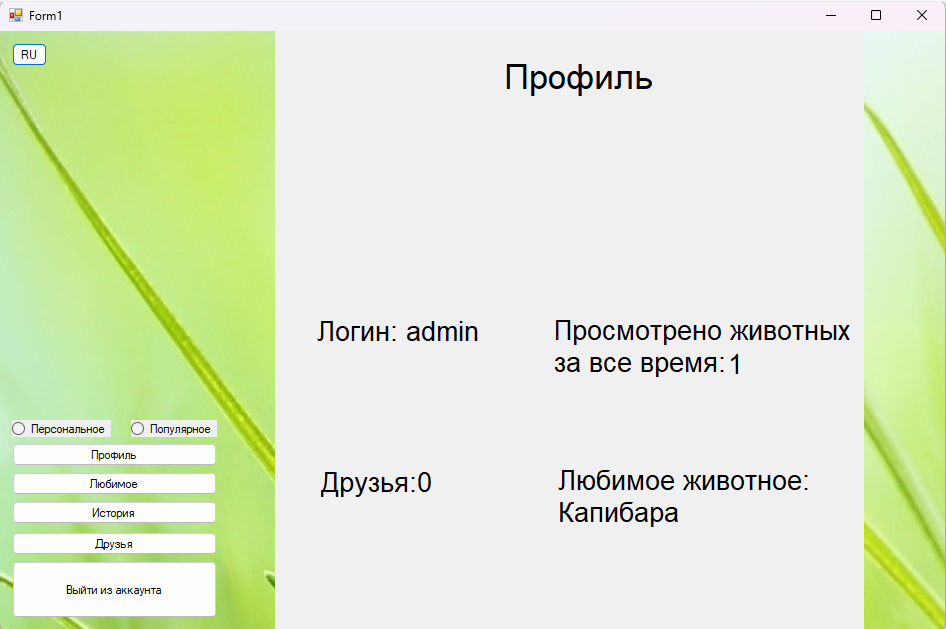 Form1
RU
Профиль
Логин: admin
Просмотрено животных
за все время:1
Друзья:0
Любимое животное:
Капибара
Персональное
Популярное
Профиль
Любимое
История
Друзья
Выйти из аккаунта